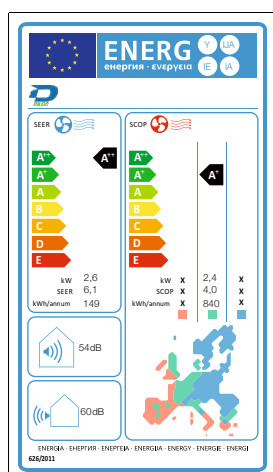 ENERG Y IJA
енергия · ενεργεια IE IA
SEER
SCOP
A++ A++ A++
A+ A+ A+
A A
B B
C C
D D
E E
kW 2,6
SEER 6,1
kWh/annum 149
kW X 2,4 X
SCOP X 4,0 X
kWh/annum X 840 X
54dB
60dB
ENERGIA · ЕНЕРГИЯ · ΕΝΕΡΓΕΙΑ · ENERGIJA · ENERGY · ENERGIE · ENERGI
626/2011